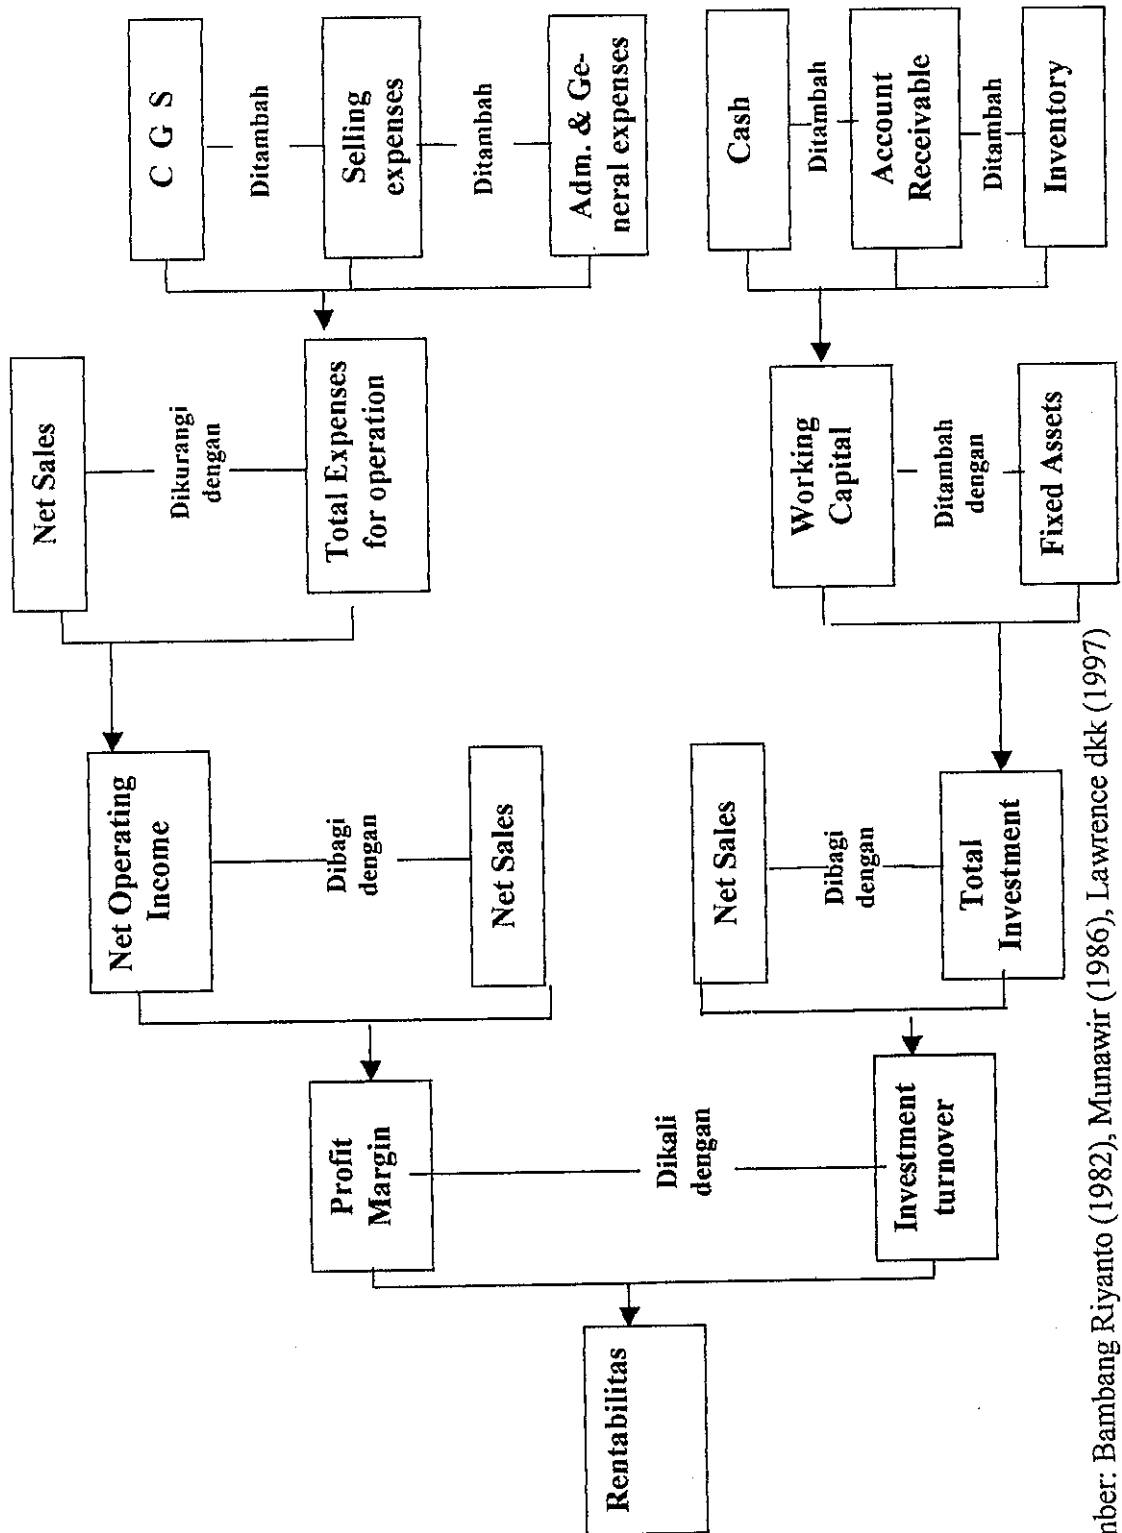 Rentabilitas
Profit
Margin
Dikali
dengan
Investment
turnover
Net Operating
Income
Dibagi
dengan
Net Sales
Net Sales
Dibagi
dengan
Total
Investment
Net Sales
Dikurangi
dengan
Total Expenses
for operation
Working
Capital
Ditambah
dengan
Fixed Assets
C G S
Ditambah
Selling
expenses
Ditambah
Adm. & Ge-
neral expenses
Cash
Ditambah
Account
Receivable
Ditambah
Inventory
Bambang Riyanto (1982), Munawir (1986), Lawrence dkk (1997)